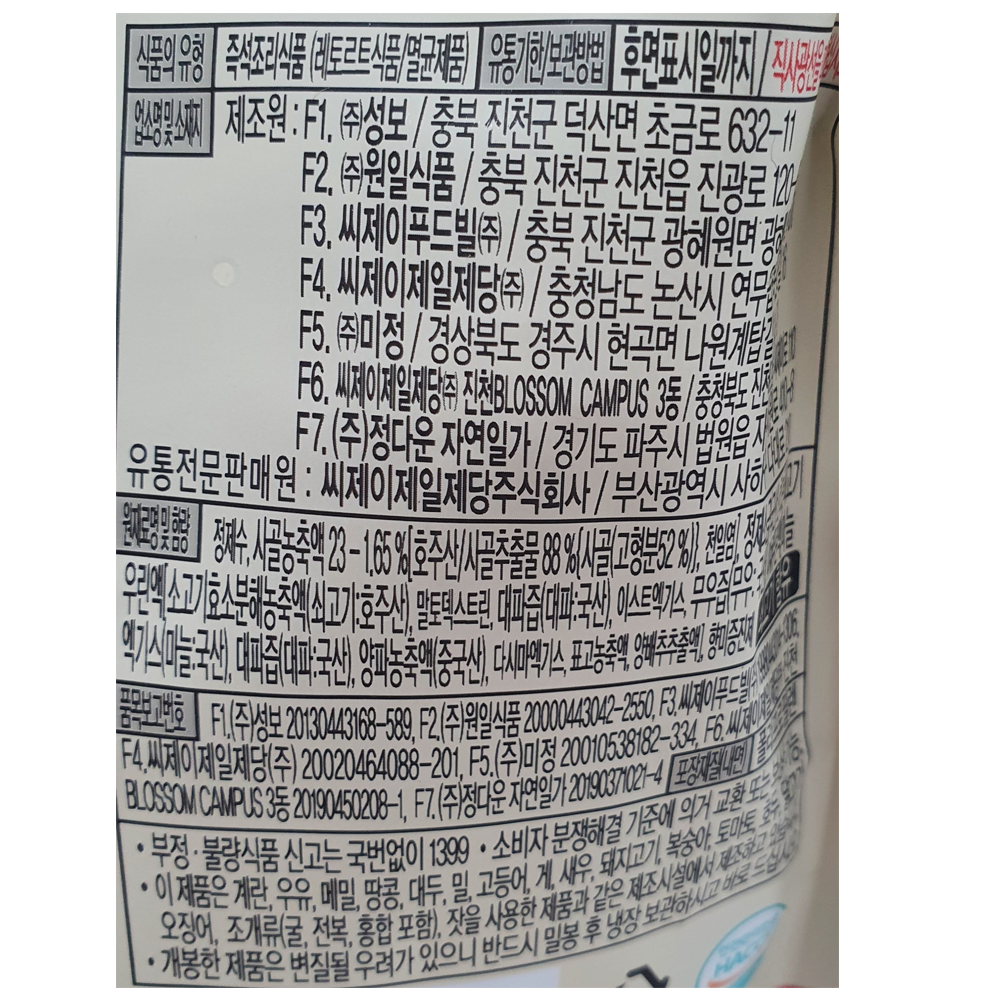 식품의 유형 즉석조리식품 (레토르트식품/멸균제품) 유통기한/보관방법 후면표시일까지/직사광선을
업소명 및 소재지 제조원 : F1. ㈜성보 / 충북 진천군 덕산면 초금로 632-11
F2. ㈜원일식품 / 충북 진천군 진천읍 진광로 120-
F3. 씨제이푸드빌㈜ / 충북 진천군 광혜원면
F4. 씨제이제일제당㈜ / 충청남도 논산시 연무읍
F5. ㈜미정 / 경상북도 경주시 현곡면 나원계탑길
F6. 씨제이제일제당㈜ 진천BLOSSOM CAMPUS 3동 / 충청북도
F7. (주)정다운 자연일가 / 경기도 파주시 법원읍
유통전문판매원 : 씨제이제일제당주식회사 / 부산광역시
원재료명 및 함량 정제수, 사골농축액 23-1.65 %[호주산/사골추출물 88 %{사골(고형분52 %)}, 천일염],
우린액[소고기효소분해농축액(쇠고기:호주산), 말토덱스트린, 대파즙(대파:국산), 이스트엑기스, 무우즙(무우:
엑기스(마늘:국산), 대파즙(대파:국산), 양파농축액(중국산), 다시마엑기스, 표고농축액, 양배추추출액], 향미증진제
품목보고번호 F1.(주)성보 20130443168-589, F2.(주)원일식품 20000443042-2550, F3.씨제이푸드빌
F4.씨제이제일제당(주) 20020464088-201, F5.(주)미정 20010538182-334, F6.씨제이
BLOSSOM CAMPUS 3동 20190450208-1, F7.(주)정다운 자연일가 20190371021-4 포장재질(내면)
• 부정·불량식품 신고는 국번없이 1399 • 소비자 분쟁해결 기준에 의거 교환 또는
• 이 제품은 계란, 우유, 메밀, 땅콩, 대두, 밀, 고등어, 게, 새우, 돼지고기, 복숭아, 토마토, 호두,
오징어, 조개류(굴, 전복, 홍합 포함), 잣을 사용한 제품과 같은 제조시설에서 제조하고
• 개봉한 제품은 변질될 우려가 있으니 반드시 밀봉 후 냉장 보관하시고 바로